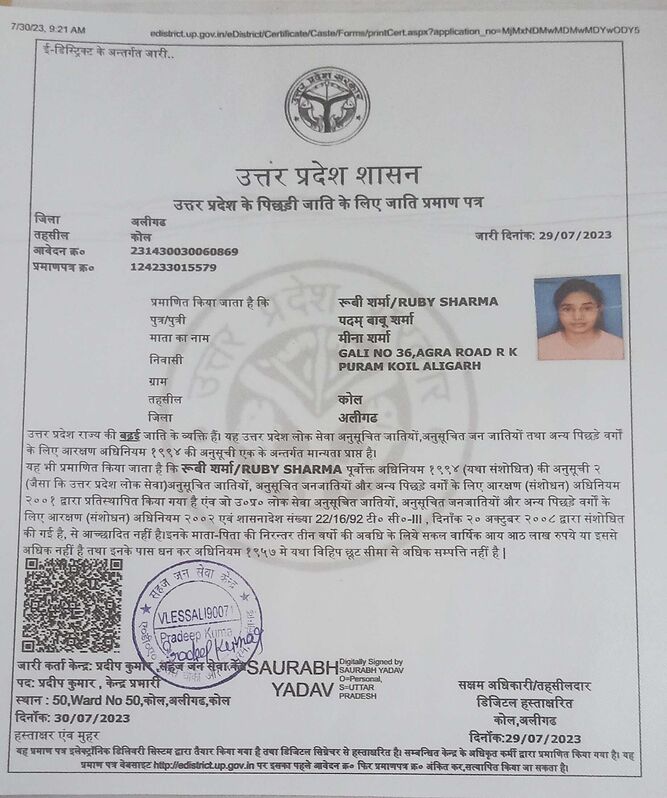 7/30/23, 9:21 AM
edistrict.up.gov.in/eDistrict/Certificate/Caste/Forms/printCert.aspx?application_no=MjMxNDMwMDMwMDYwODY5
ई-डिस्ट्रिक्ट के अन्तर्गत जारी..
उत्तर प्रदेश सरकार
उत्तर प्रदेश शासन
उत्तर प्रदेश के पिछड़ी जाति के लिए जाति प्रमाण पत्र
जिला अलीगढ
तहसील कोल जारी दिनांक: 29/07/2023
आवेदन क्र० 231430030060869
प्रमाणपत्र क्र० 124233015579
प्रमाणित किया जाता है कि रूबी शर्मा/RUBY SHARMA
पुत्र/पुत्री पदम् बाबू शर्मा
माता का नाम मीना शर्मा
निवासी GALI NO 36,AGRA ROAD R K
PURAM KOIL ALIGARH
ग्राम
तहसील कोल
जिला अलीगढ
उत्तर प्रदेश राज्य की बढ़ई जाति के व्यक्ति हैं। यह उत्तर प्रदेश लोक सेवा अनुसूचित जातियों,अनुसूचित जन जातियों तथा अन्य पिछड़े वर्गों
के लिए आरक्षण अधिनियम १९९४ की अनुसूची एक के अन्तर्गत मान्यता प्राप्त है।
यह भी प्रमाणित किया जाता है कि रूबी शर्मा/RUBY SHARMA पूर्वोक्त अधिनियम १९९४ (यथा संशोधित) की अनुसूची २
(जैसा कि उत्तर प्रदेश लोक सेवा)अनुसूचित जातियों, अनुसूचित जनजातियों और अन्य पिछड़े वर्गों के लिए आरक्षण (संशोधन) अधिनियम
२००१ द्वारा प्रतिस्थापित किया गया है एंव जो उ०प्र० लोक सेवा अनुसूचित जातियों, अनुसूचित जनजातियों और अन्य पिछड़े वर्गों के
लिए आरक्षण (संशोधन) अधिनियम २००२ एवं शासनादेश संख्या 22/16/92 टी० सी०-III , दिनॉक २० अक्टूबर २००८ द्वारा संशोधित
की गई है, से आच्छादित नहीं है।इनके माता-पिता की निरन्तर तीन वर्षों की अवधि के लिये सकल वार्षिक आय आठ लाख रुपये या इससे
अधिक नहीं है तथा इनके पास धन कर अधिनियम १९५७ मे यथा विहिप छूट सीमा से अधिक सम्पत्ति नहीं है |
सहज जन सेवा केन्द्र
VLESSALI90071
Pradeep Kuma
Pradeep Kumar
जारी कर्ता केन्द्र: प्रदीप कुमार ,सहज जन सेवा केंद्र
पद: प्रदीप कुमार , केन्द्र प्रभारी
स्थान : 50,Ward No 50,कोल,अलीगढ,कोल
दिनॉक: 30/07/2023
हस्ताक्षर एंव मुहर
SAURABH
YADAV
Digitally Signed by
SAURABH YADAV
O=Personal,
S=UTTAR
PRADESH
सक्षम अधिकारी/तहसीलदार
डिजिटल हस्ताक्षरित
कोल,अलीगढ
दिनॉक:29/07/2023
यह प्रमाण पत्र इलेक्ट्रॉनिक डिलिवरी सिस्टम द्वारा तैयार किया गया है तथा डिजिटल सिग्नेचर से हस्ताक्षरित है। सम्बन्धित केन्द्र के अधिकृत कर्मी द्वारा प्रमाणित किया गया है। यह
प्रमाण पत्र वेबसाइट http://edistrict.up.gov.in पर इसका पहले आवेदन क्र० फिर प्रमाणपत्र क्र० अंकित कर,सत्यापित किया जा सकता है।